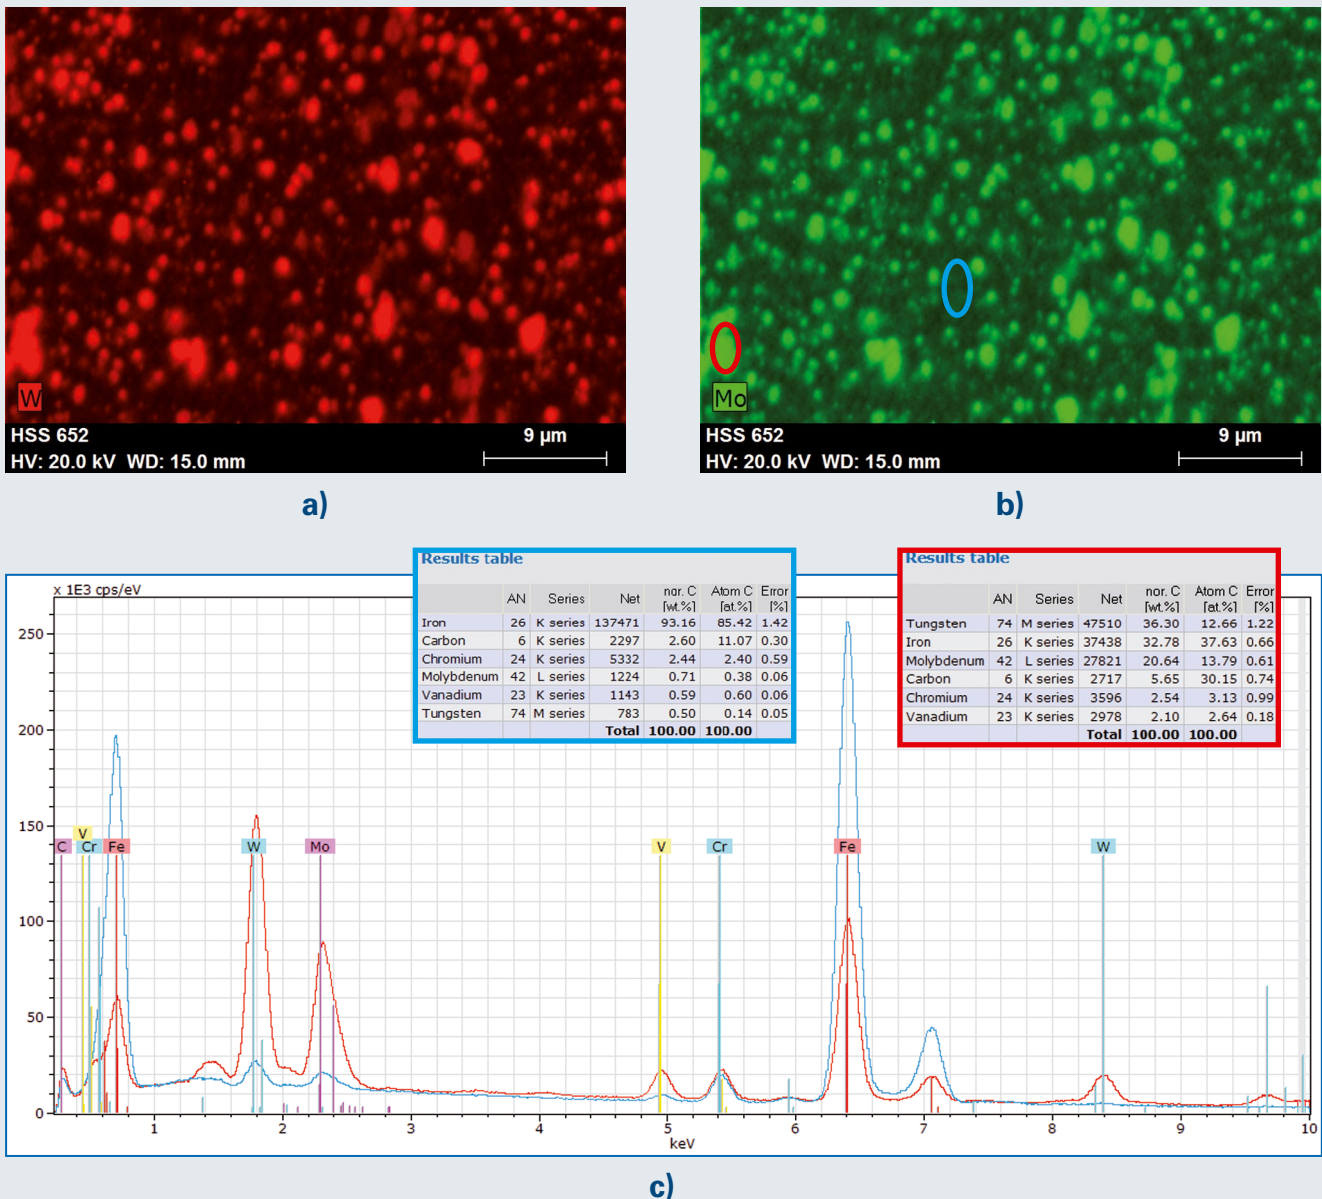 W
HSS 652
9 µm
HV: 20.0 kV WD: 15.0 mm
a)
Mo
HSS 652
9 µm
HV: 20.0 kV WD: 15.0 mm
b)
Results table
AN Series Net nor. C [wt.%] Atom C [at.%] Error [%]
Iron 26 K series 137471 93.16 85.42 1.42
Carbon 6 K series 2297 2.60 11.07 0.30
Chromium 24 K series 5332 2.44 2.40 0.59
Molybdenum 42 L series 1224 0.71 0.38 0.06
Vanadium 23 K series 1143 0.59 0.60 0.06
Tungsten 74 M series 783 0.50 0.14 0.05
Total 100.00 100.00
Results table
AN Series Net nor. C [wt.%] Atom C [at.%] Error [%]
Tungsten 74 M series 47510 36.30 12.66 1.22
Iron 26 K series 37438 32.78 37.63 0.66
Molybdenum 42 L series 27821 20.64 13.79 0.61
Carbon 6 K series 2717 5.65 30.15 0.74
Chromium 24 K series 3596 2.54 3.13 0.99
Vanadium 23 K series 2978 2.10 2.64 0.18
Total 100.00 100.00
x 1E3 cps/eV
250
200
150
100
50
0
V
C Cr Fe W Mo V Cr Fe W
1 2 3 4 5 6 7 8 9 10
keV
c)